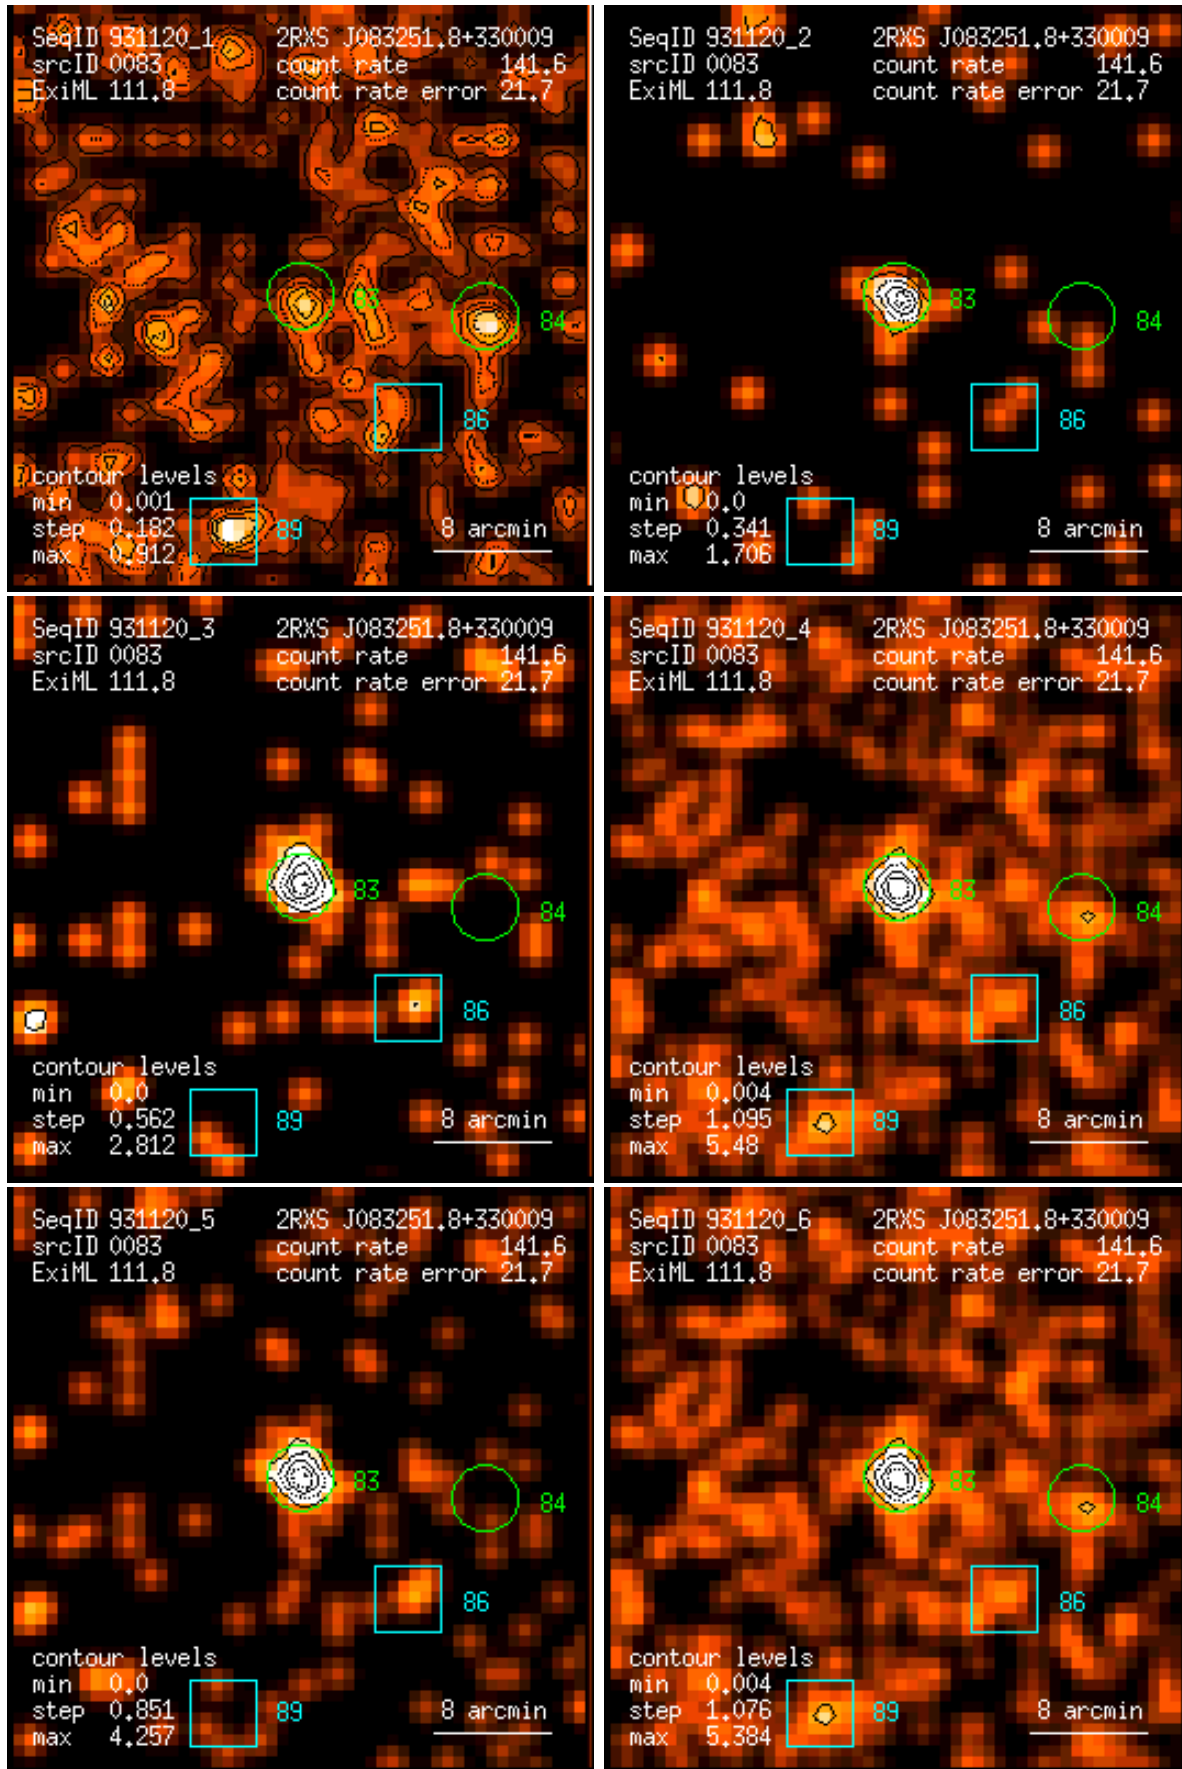 SeqID 931120_1 2RXS J083251.8+330009
srcID 0083 count rate 141.6
ExiML 111.8 count rate error 21.7
83
84
86
contour levels
min 0.001
step 0.182 89 8 arcmin
max 0.912
SeqID 931120_2 2RXS J083251.8+330009
srcID 0083 count rate 141.6
ExiML 111.8 count rate error 21.7
83
84
86
contour levels
min 0.0
step 0.341 89 8 arcmin
max 1.706
SeqID 931120_3 2RXS J083251.8+330009
srcID 0083 count rate 141.6
ExiML 111.8 count rate error 21.7
83
84
86
contour levels
min 0.0
step 0.562 89 8 arcmin
max 2.812
SeqID 931120_4 2RXS J083251.8+330009
srcID 0083 count rate 141.6
ExiML 111.8 count rate error 21.7
83
84
86
contour levels
min 0.004
step 1.095 89 8 arcmin
max 5.48
SeqID 931120_5 2RXS J083251.8+330009
srcID 0083 count rate 141.6
ExiML 111.8 count rate error 21.7
83
84
86
contour levels
min 0.0
step 0.851 89 8 arcmin
max 4.257
SeqID 931120_6 2RXS J083251.8+330009
srcID 0083 count rate 141.6
ExiML 111.8 count rate error 21.7
83
84
86
contour levels
min 0.004
step 1.076 89 8 arcmin
max 5.384